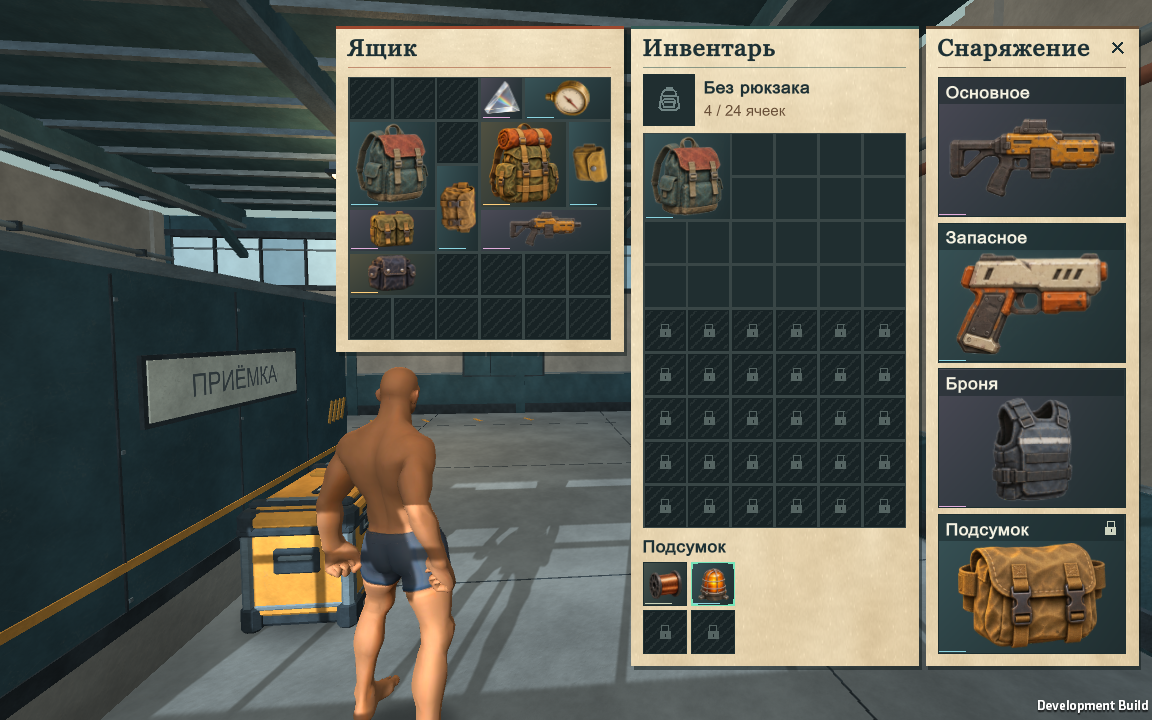 Ящик
Инвентарь
Без рюкзака
4 / 24 ячеек
Подсумок
Снаряжение
Основное
Запасное
Броня
Подсумок
ПРИЁМКА
Development Build